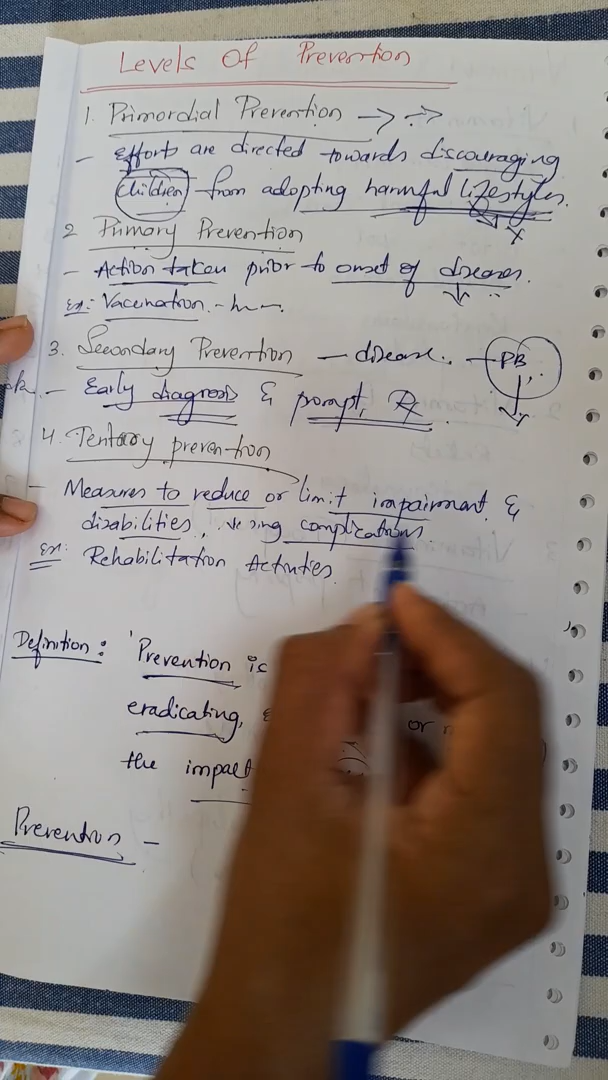 Levels Of Prevention
1. Primordial Prevention →
- Efforts are directed towards discouraging
children from adopting harmful lifestyles.
2 Primary Prevention
- Action taken prior to onset of diseases.
Ex: Vaccination.
3. Secondary Prevention - disease.. - PB
- Early diagnosis & prompt, Rx
4. Tertiary prevention
- Measures to reduce or limit impairment &
disabilities, complications.
Ex: Rehabilitation Activities.
Definition: 'Prevention is
eradicating, or
the impact
Prevention -